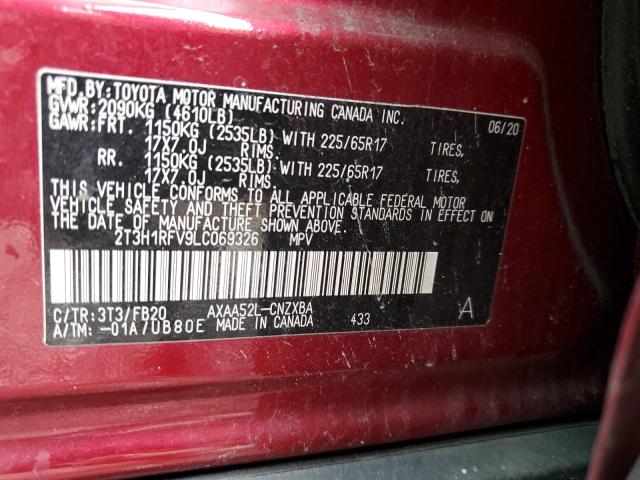 MFD. BY: TOYOTA MOTOR MANUFACTURING CANADA INC.
GVWR: 2090KG (4610LB) 06/20
GAWR: FRT. 1150KG (2535LB) WITH 225/65R17 TIRES,
17X7.0J RIMS.
RR. 1150KG (2535LB) WITH 225/65R17 TIRES,
17X7.0J RIMS.
THIS VEHICLE CONFORMS TO ALL APPLICABLE FEDERAL MOTOR
VEHICLE SAFETY AND THEFT PREVENTION STANDARDS IN EFFECT ON
THE DATE OF MANUFACTURE SHOWN ABOVE.
2T3H1RFV9LC069326 MPV
C/TR: 3T3/FB20 AXAA52L-CNZXBA A
A/TM: -01A/UB80E MADE IN CANADA 433